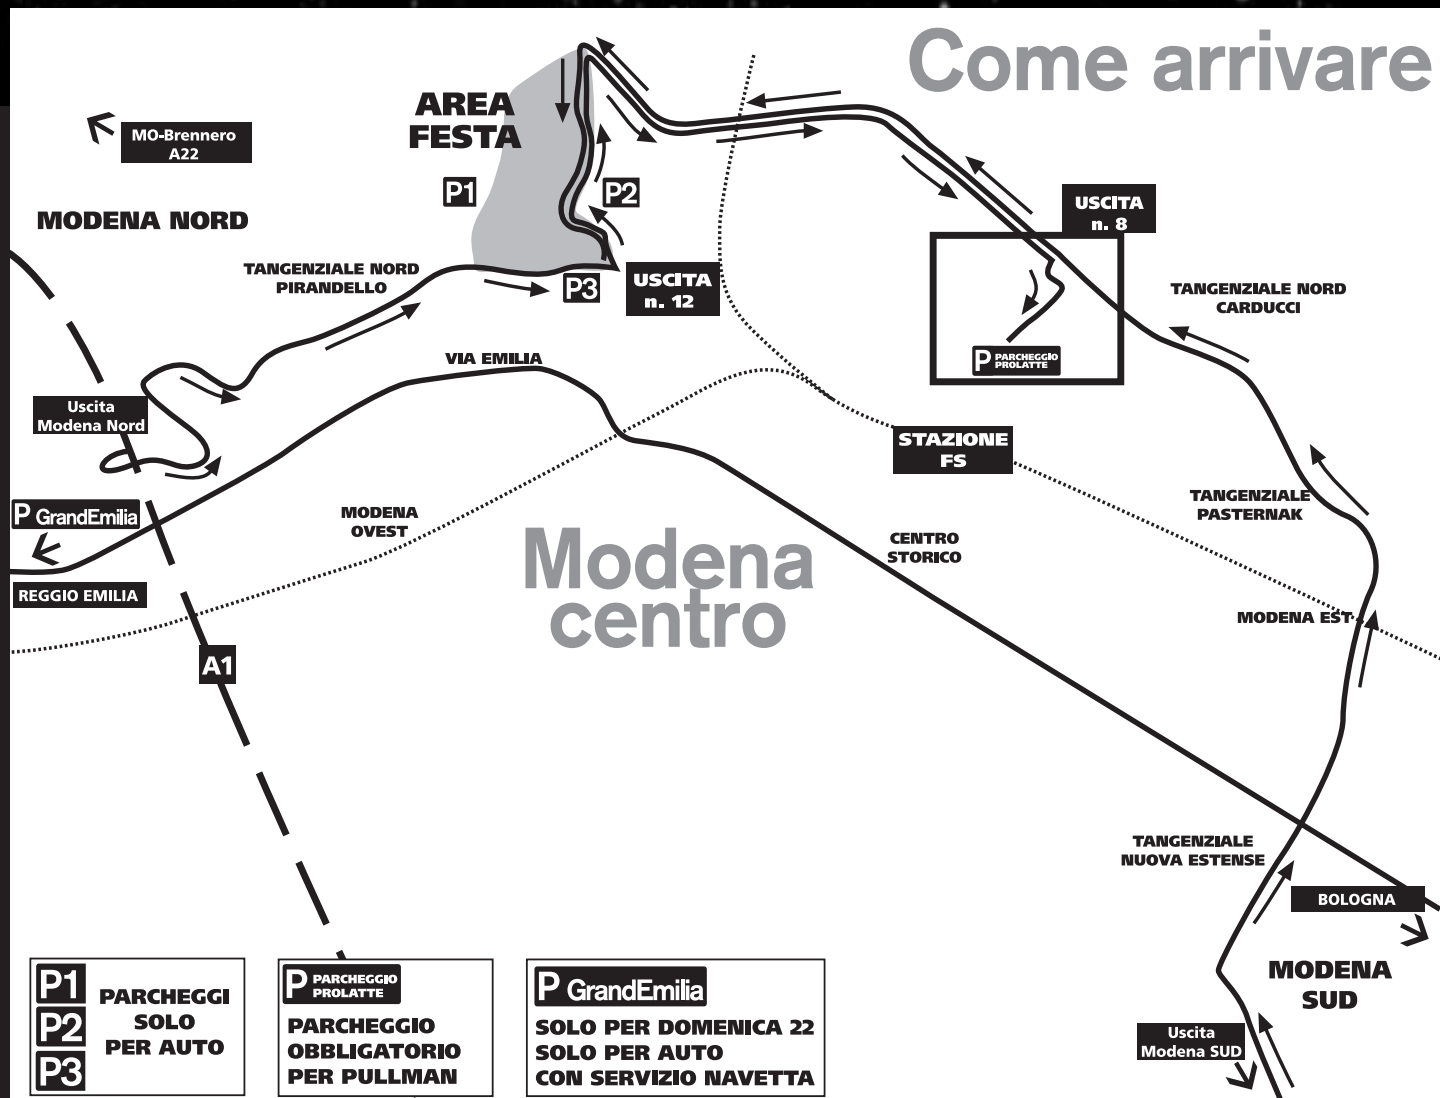 Come arrivare
AREA
FESTA
MO-Brennero
A22
MODENA NORD
P1
P2
P3
USCITA
n. 12
USCITA
n. 8
TANGENZIALE NORD
PIRANDELLO
TANGENZIALE NORD
CARDUCCI
P PARCHEGGIO
PROLATTE
VIA EMILIA
Uscita
Modena Nord
STAZIONE
FS
P GrandEmilia
MODENA
OVEST
TANGENZIALE
PASTERNAK
CENTRO
STORICO
Modena
centro
REGGIO EMILIA
MODENA EST
A1
TANGENZIALE
NUOVA ESTENSE
BOLOGNA
MODENA
SUD
Uscita
Modena SUD
P1
P2
P3
PARCHEGGI
SOLO
PER AUTO
P PARCHEGGIO
PROLATTE
PARCHEGGIO
OBBLIGATORIO
PER PULLMAN
P GrandEmilia
SOLO PER DOMENICA 22
SOLO PER AUTO
CON SERVIZIO NAVETTA